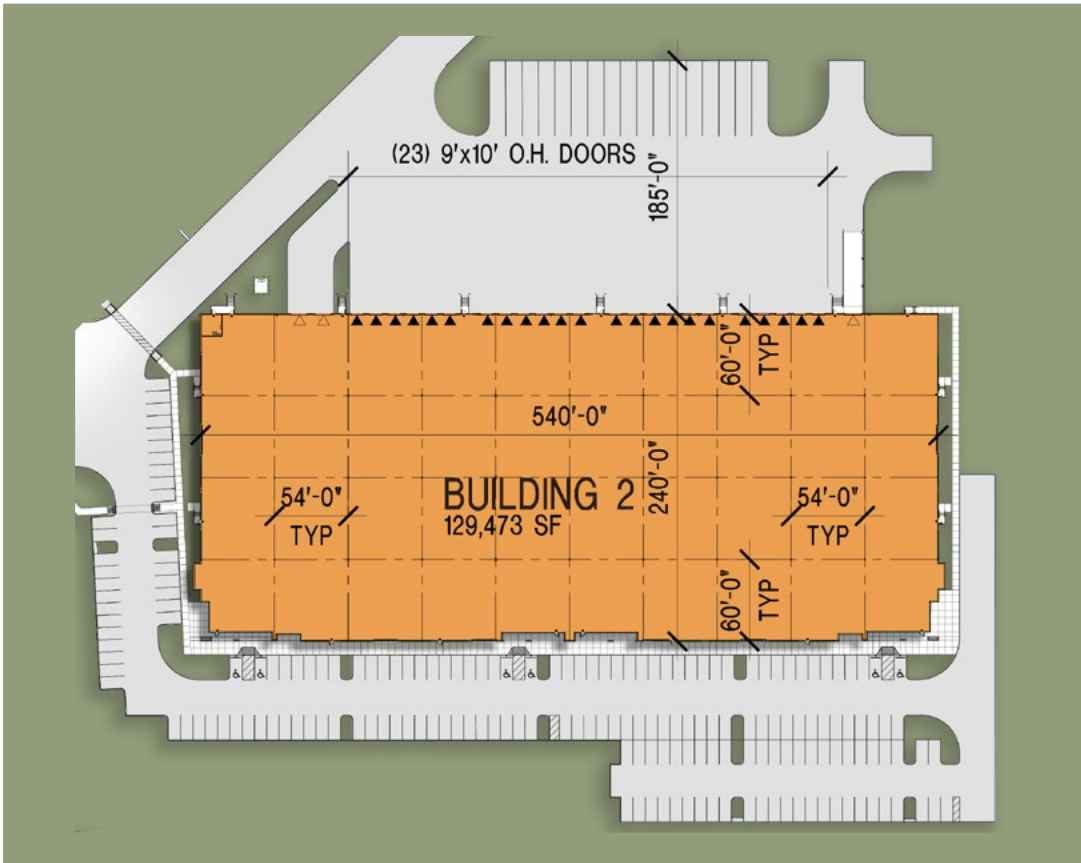 (23) 9'x10' O.H. DOORS
185'-0"
60'-0"
TYP
540'-0"
240'-0"
54'-0"
TYP
BUILDING 2
129,473 SF
54'-0"
TYP
60'-0"
TYP